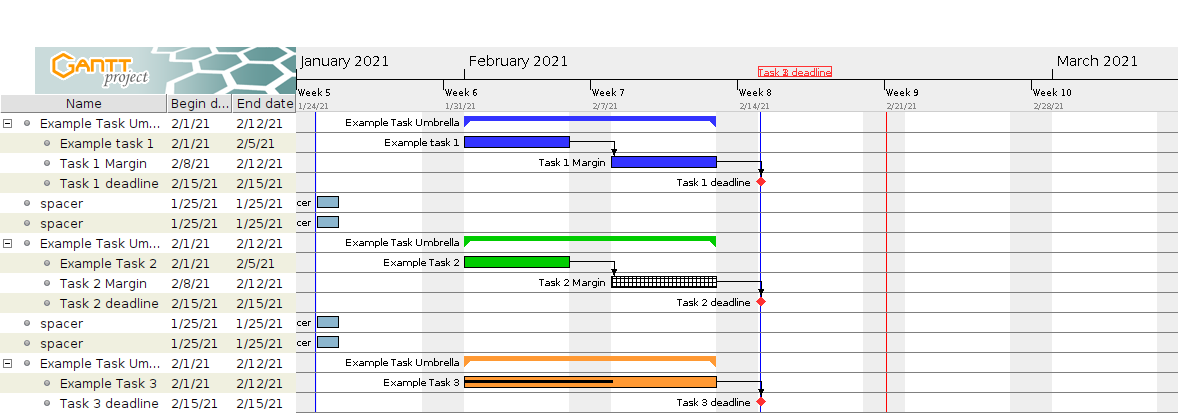 GANTT
project
January 2021 February 2021 March 2021
Task 3 deadline
Week 5 Week 6 Week 7 Week 8 Week 9 Week 10
Name Begin d... End date 1/24/21 1/31/21 2/7/21 2/14/21 2/21/21 2/28/21
Example Task Um... 2/1/21 2/12/21 Example Task Umbrella
Example task 1 2/1/21 2/5/21 Example task 1
Task 1 Margin 2/8/21 2/12/21 Task 1 Margin
Task 1 deadline 2/15/21 2/15/21 Task 1 deadline
spacer 1/25/21 1/25/21 cer
spacer 1/25/21 1/25/21 cer
Example Task Um... 2/1/21 2/12/21 Example Task Umbrella
Example Task 2 2/1/21 2/5/21 Example Task 2
Task 2 Margin 2/8/21 2/12/21 Task 2 Margin
Task 2 deadline 2/15/21 2/15/21 Task 2 deadline
spacer 1/25/21 1/25/21 cer
spacer 1/25/21 1/25/21 cer
Example Task Um... 2/1/21 2/12/21 Example Task Umbrella
Example Task 3 2/1/21 2/12/21 Example Task 3
Task 3 deadline 2/15/21 2/15/21 Task 3 deadline